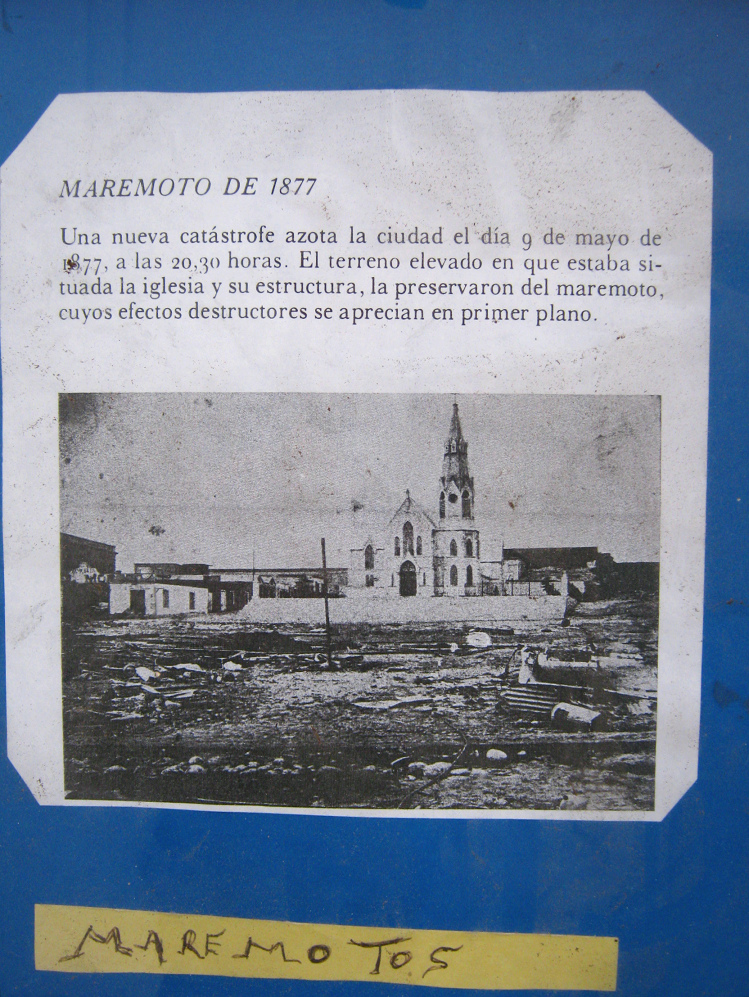 MAREMOTO DE 1877
Una nueva catástrofe azota la ciudad el día 9 de mayo de
1877, a las 20,30 horas. El terreno elevado en que estaba si-
tuada la iglesia y su estructura, la preservaron del maremoto,
cuyos efectos destructores se aprecian en primer plano.
MAREMOTOS